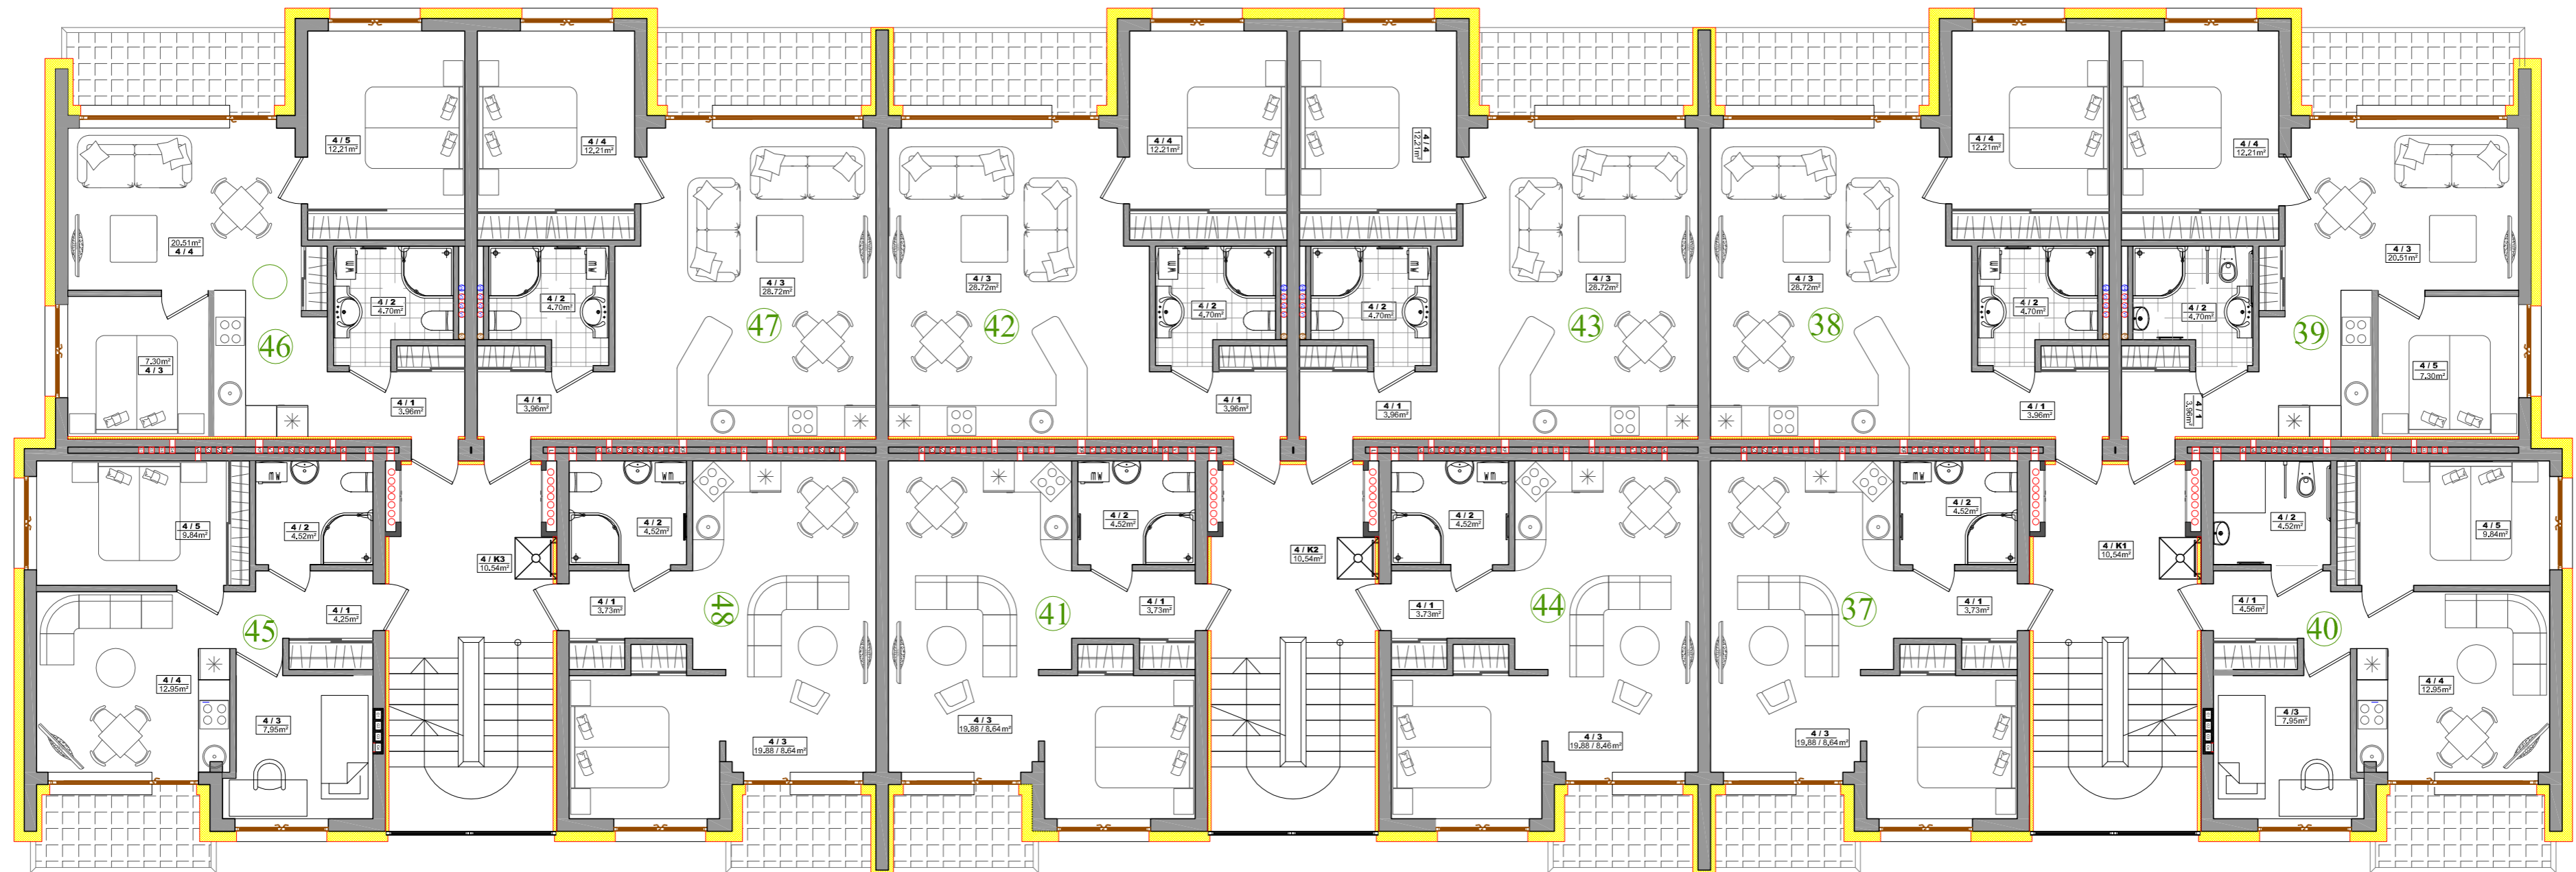 4 / 5
12.21m²
4 / 4
12.21m²
4 / 4
12.21m²
4 / 4
12.21m²
4 / 4
12.21m²
4 / 4
12.21m²
20.51m²
4 / 4
4 / 3
28.72m²
4 / 3
28.72m²
4 / 3
28.72m²
4 / 3
28.72m²
4 / 3
20.51m²
MW
MW
MW
MW
MW
4 / 2
4.70m²
4 / 2
4.70m²
4 / 2
4.70m²
4 / 2
4.70m²
4 / 2
4.70m²
4 / 2
4.70m²
46
47
42
43
38
39
7.30m²
4 / 3
4 / 5
7.30m²
4 / 1
3.96m²
4 / 1
3.96m²
4 / 1
3.96m²
4 / 1
3.96m²
4 / 1
3.96m²
4 / 1
3.96m²
MW
MW
MW
MW
MW
4 / 5
9.84m²
4 / 2
4.52m²
4 / 2
4.52m²
4 / 2
4.52m²
4 / 2
4.52m²
4 / 2
4.52m²
4 / 2
4.52m²
4 / 5
9.84m²
4 / K3
10.54m²
4 / K2
10.54m²
4 / K1
10.54m²
45
4 / 1
4.25m²
4 / 1
3.73m²
48
41
4 / 1
3.73m²
4 / 1
3.73m²
44
37
4 / 1
3.73m²
4 / 1
4.56m²
40
4 / 4
12.95m²
4 / 3
7.95m²
4 / 3
19.88 / 8.64m²
4 / 3
19.88 / 8.64m²
4 / 3
19.88 / 8.46m²
4 / 3
19.88 / 8.64m²
4 /3
7.95m²
4 / 4
12.95m²